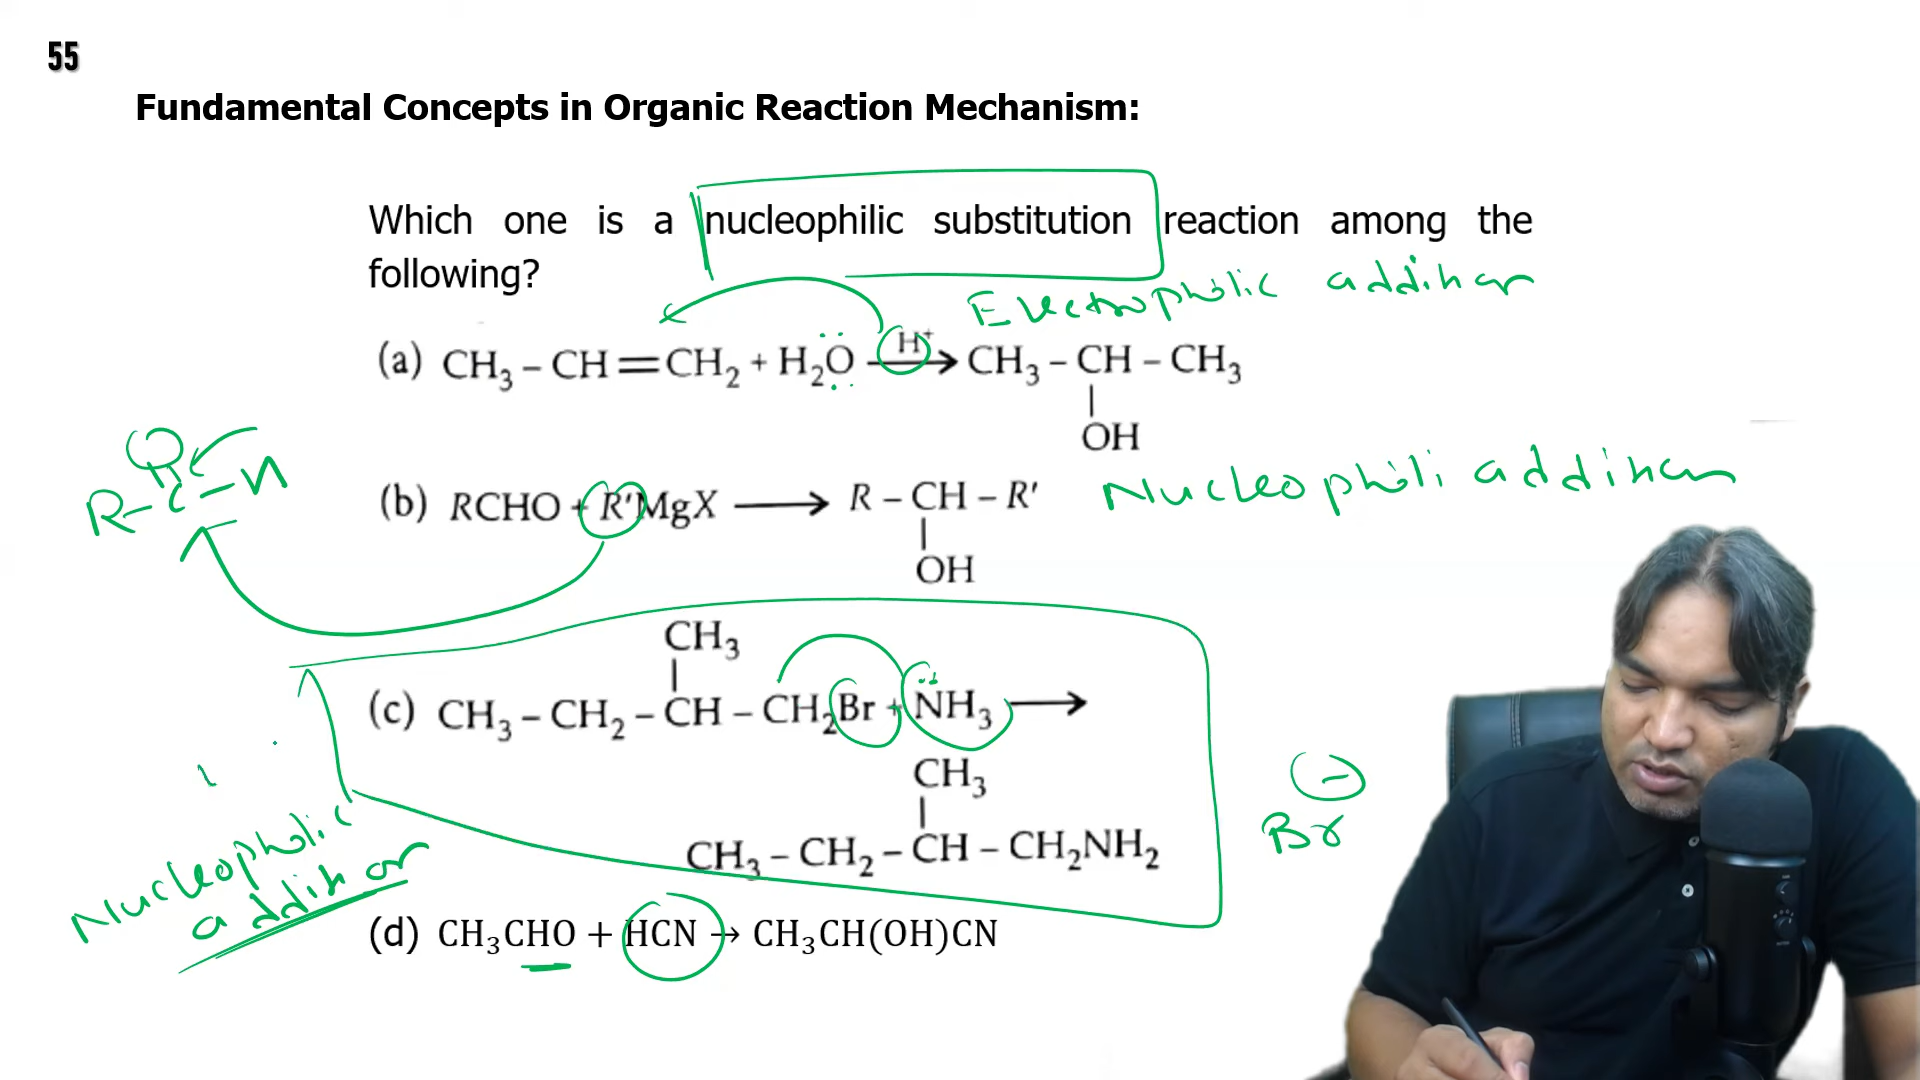 55
Fundamental Concepts in Organic Reaction Mechanism:
Which one is a nucleophilic substitution reaction among the
following?
Electrophilic addition
(a) CH₃ – CH = CH₂ + H₂O —H⁺→ CH₃ – CH – CH₃
|
OH
O
||
R – C – H
(b) RCHO + R'MgX ⟶ R – CH – R'
|
OH
Nucleophili addition
CH₃
|
(c) CH₃ – CH₂ – CH – CH₂Br + NH₃ ⟶
CH₃
|
CH₃ – CH₂ – CH – CH₂NH₂
–
Br
Nucleophilic
addition
(d) CH₃CHO + HCN → CH₃CH(OH)CN